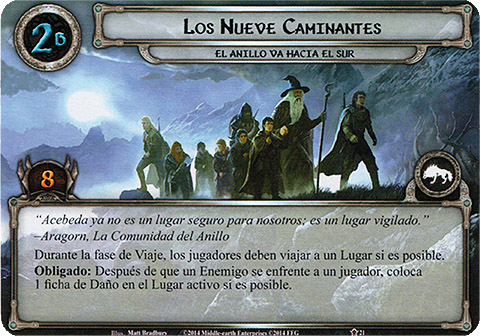 2B
LOS NUEVE CAMINANTES
EL ANILLO VA HACIA EL SUR
8
“Acebeda ya no es un lugar seguro para nosotros; es un lugar vigilado.”
–Aragorn, La Comunidad del Anillo
Durante la fase de Viaje, los jugadores deben viajar a un Lugar si es posible.
Obligado: Después de que un Enemigo se enfrente a un jugador, coloca
1 ficha de Daño en el Lugar activo si es posible.
Illus. Matt Bradbury ©2014 Middle-earth Enterprises ©2014 FFG 21